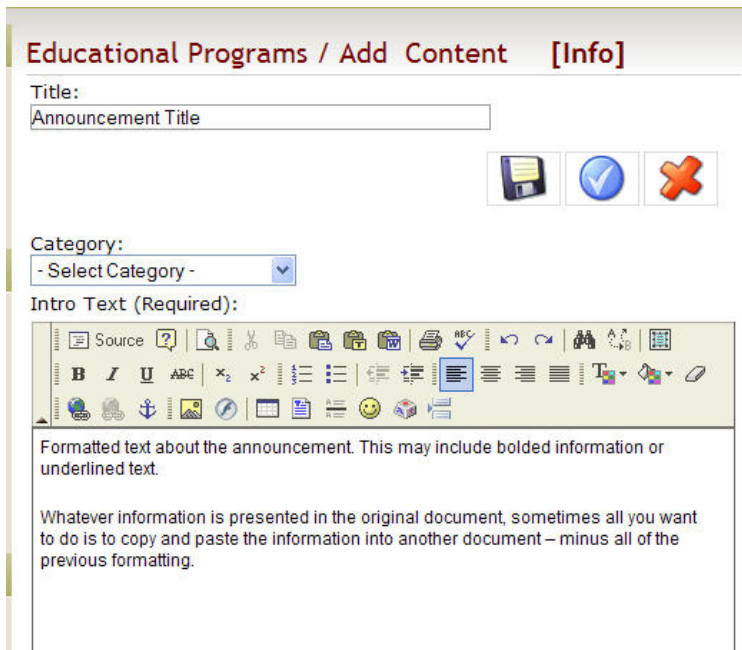 Educational Programs / Add Content [Info]
Title:
Announcement Title
Category:
- Select Category -
Intro Text (Required):
Source
B I U ABC x₂ x²
Formatted text about the announcement. This may include bolded information or
underlined text.
Whatever information is presented in the original document, sometimes all you want
to do is to copy and paste the information into another document – minus all of the
previous formatting.